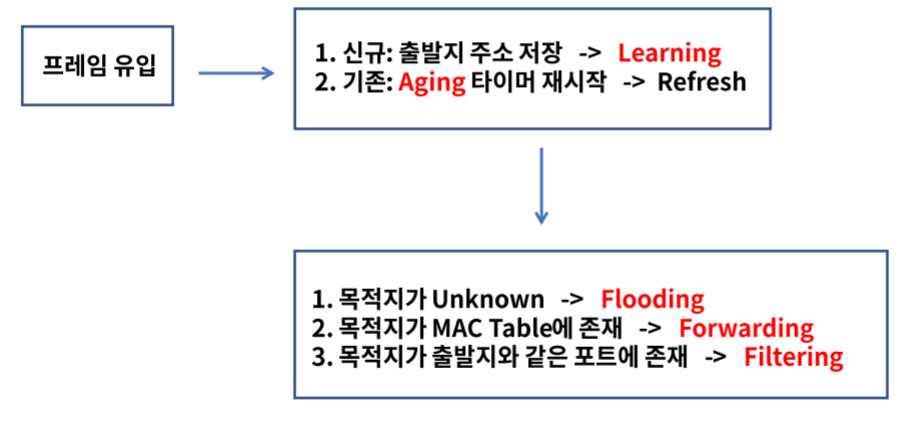 프레임 유입
1. 신규: 출발지 주소 저장 -> Learning
2. 기존: Aging 타이머 재시작 -> Refresh
1. 목적지가 Unknown -> Flooding
2. 목적지가 MAC Table에 존재 -> Forwarding
3. 목적지가 출발지와 같은 포트에 존재 -> Filtering